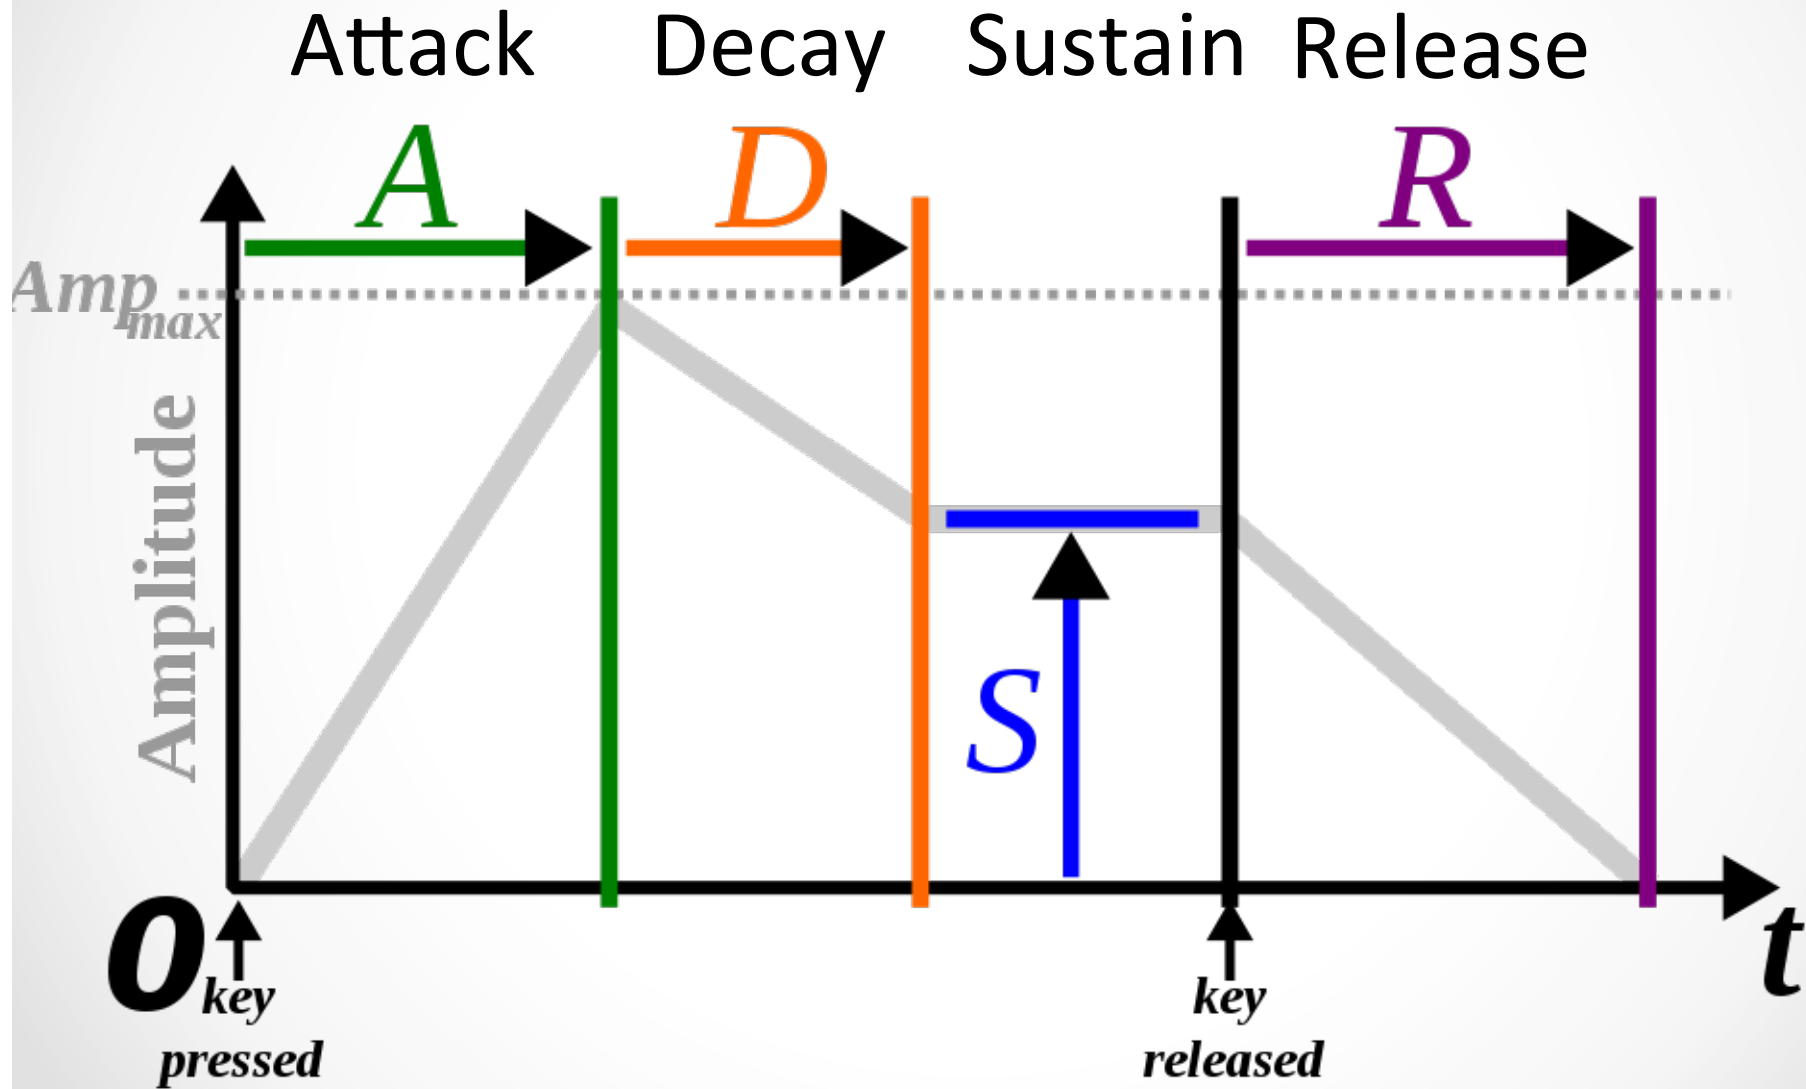 Attack Decay Sustain Release
A D R
Amp max
Amplitude
S
0 t
key pressed
key released